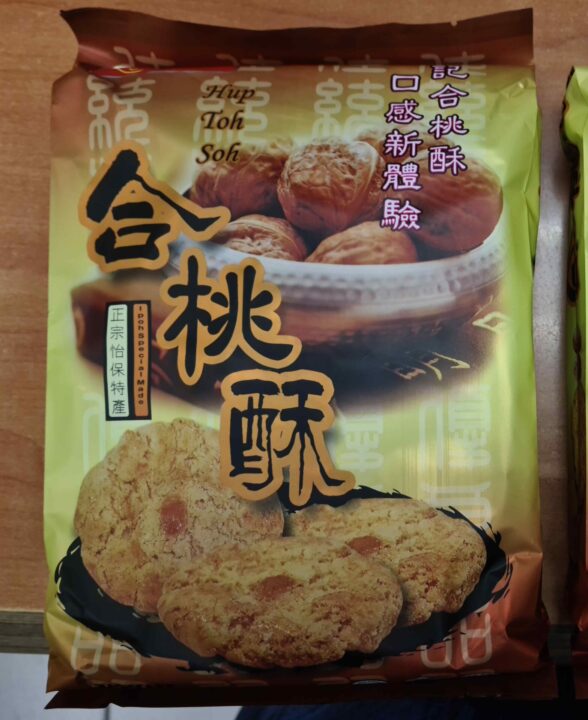 Hup
Toh
Soh
記合桃酥
口感新體驗
合桃酥
正宗怡保特產
Ipoh Special Made